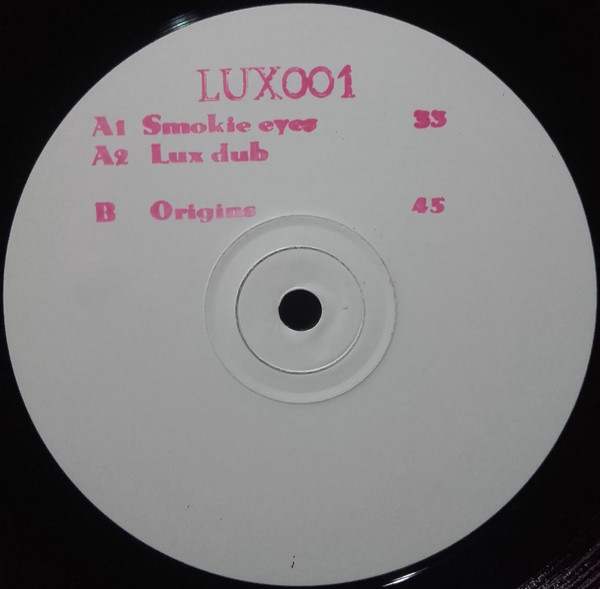 LUX001
A1 Smokie eyes 33
A2 Lux dub
B Origins 45